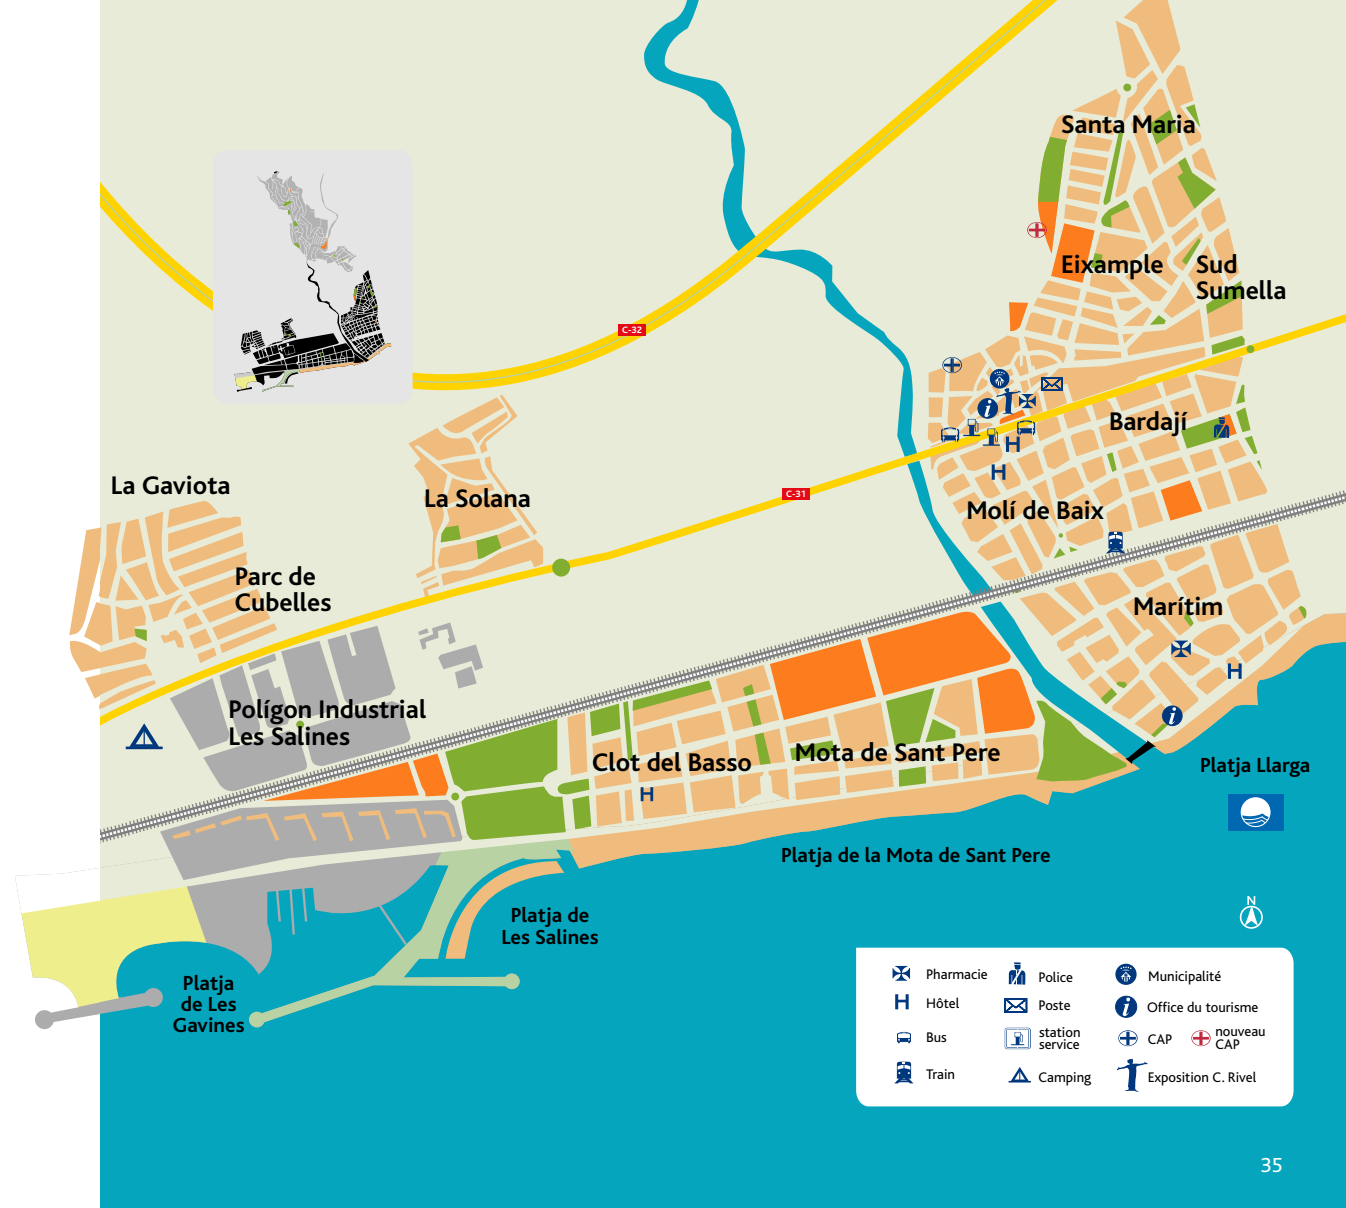 Santa Maria
Eixample
Sud
Sumella
C-32
Bardají
La Gaviota
La Solana
C-31
Molí de Baix
Parc de
Cubelles
Marítim
Polígon Industrial
Les Salines
H
H
H
H
i
i
Clot del Basso
Mota de Sant Pere
Platja Llarga
Platja de la Mota de Sant Pere
Platja de
Les Salines
Platja
de Les
Gavines
N
Pharmacie
Police
Municipalité
H Hôtel
Poste
i Office du tourisme
Bus
station
service
CAP
nouveau
CAP
Train
Camping
Exposition C. Rivel
35